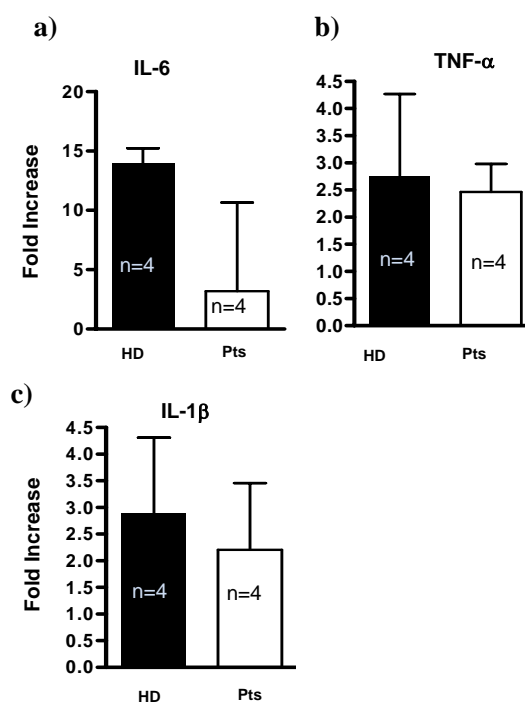 a)
IL-6
Fold Increase
20
15
10
5
0
n=4
n=4
HD
Pts
b)
TNF-α
4.5
4.0
3.5
3.0
2.5
2.0
1.5
1.0
0.5
0.0
n=4
n=4
HD
Pts
c)
IL-1β
Fold Increase
4.5
4.0
3.5
3.0
2.5
2.0
1.5
1.0
0.5
0.0
n=4
n=4
HD
Pts